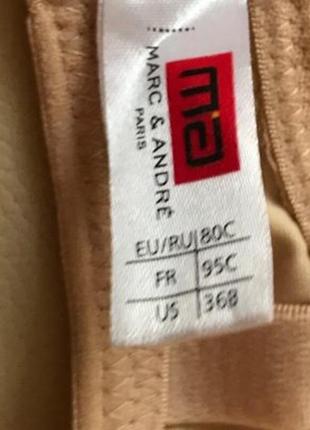 mia
MARC & ANDRÉ
PARIS
EU/RU 80C
FR 95C
US 36B